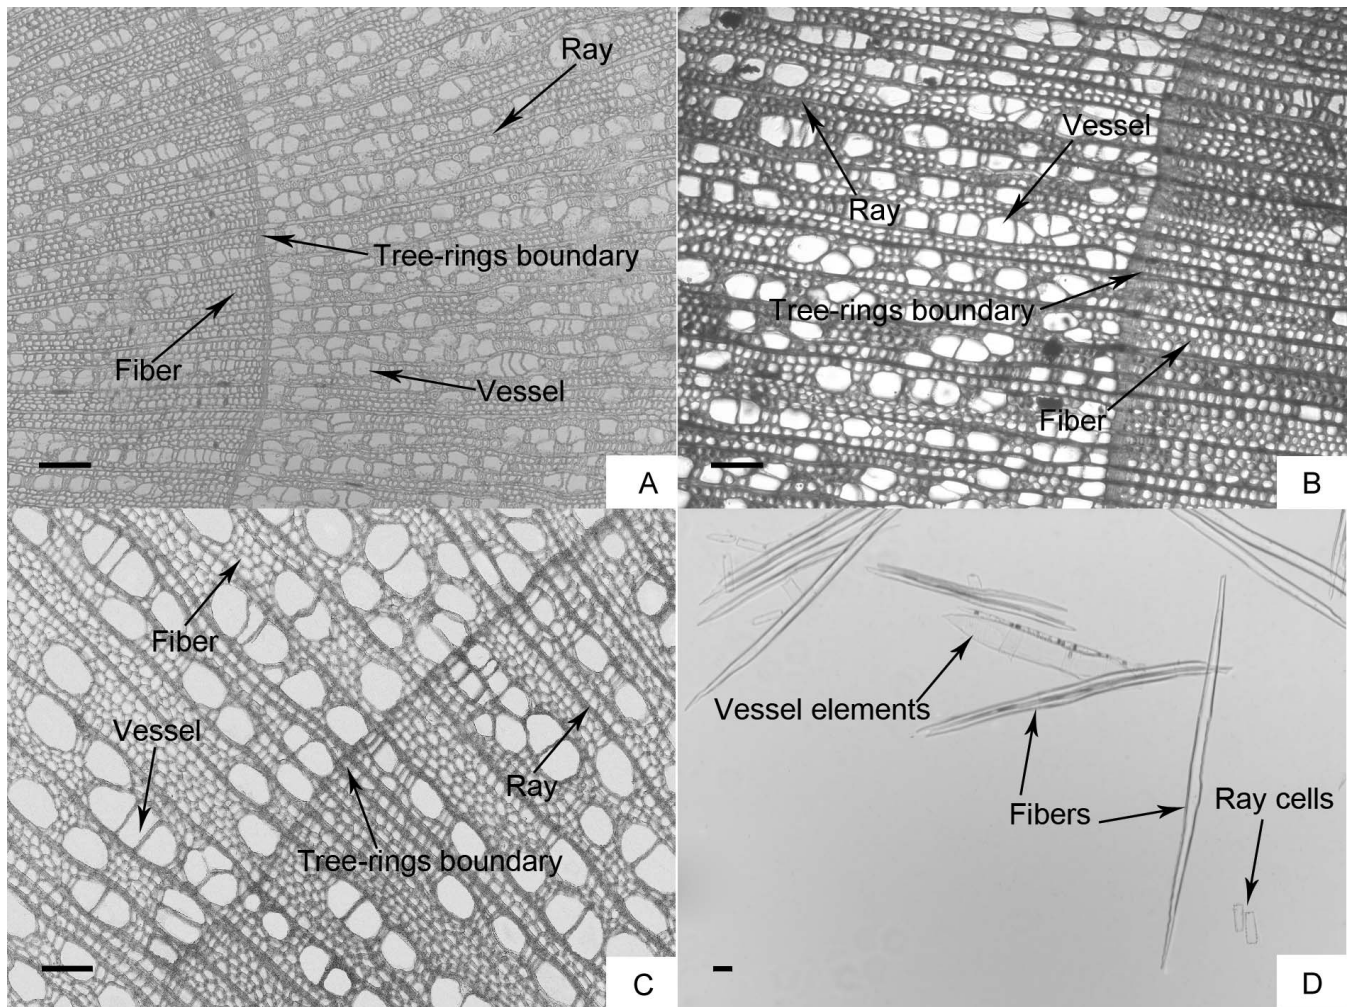 Ray
Tree-rings boundary
Fiber
Vessel
A
Vessel
Ray
Tree-rings boundary
Fiber
B
Fiber
Vessel
Ray
Tree-rings boundary
C
Vessel elements
Fibers
Ray cells
D